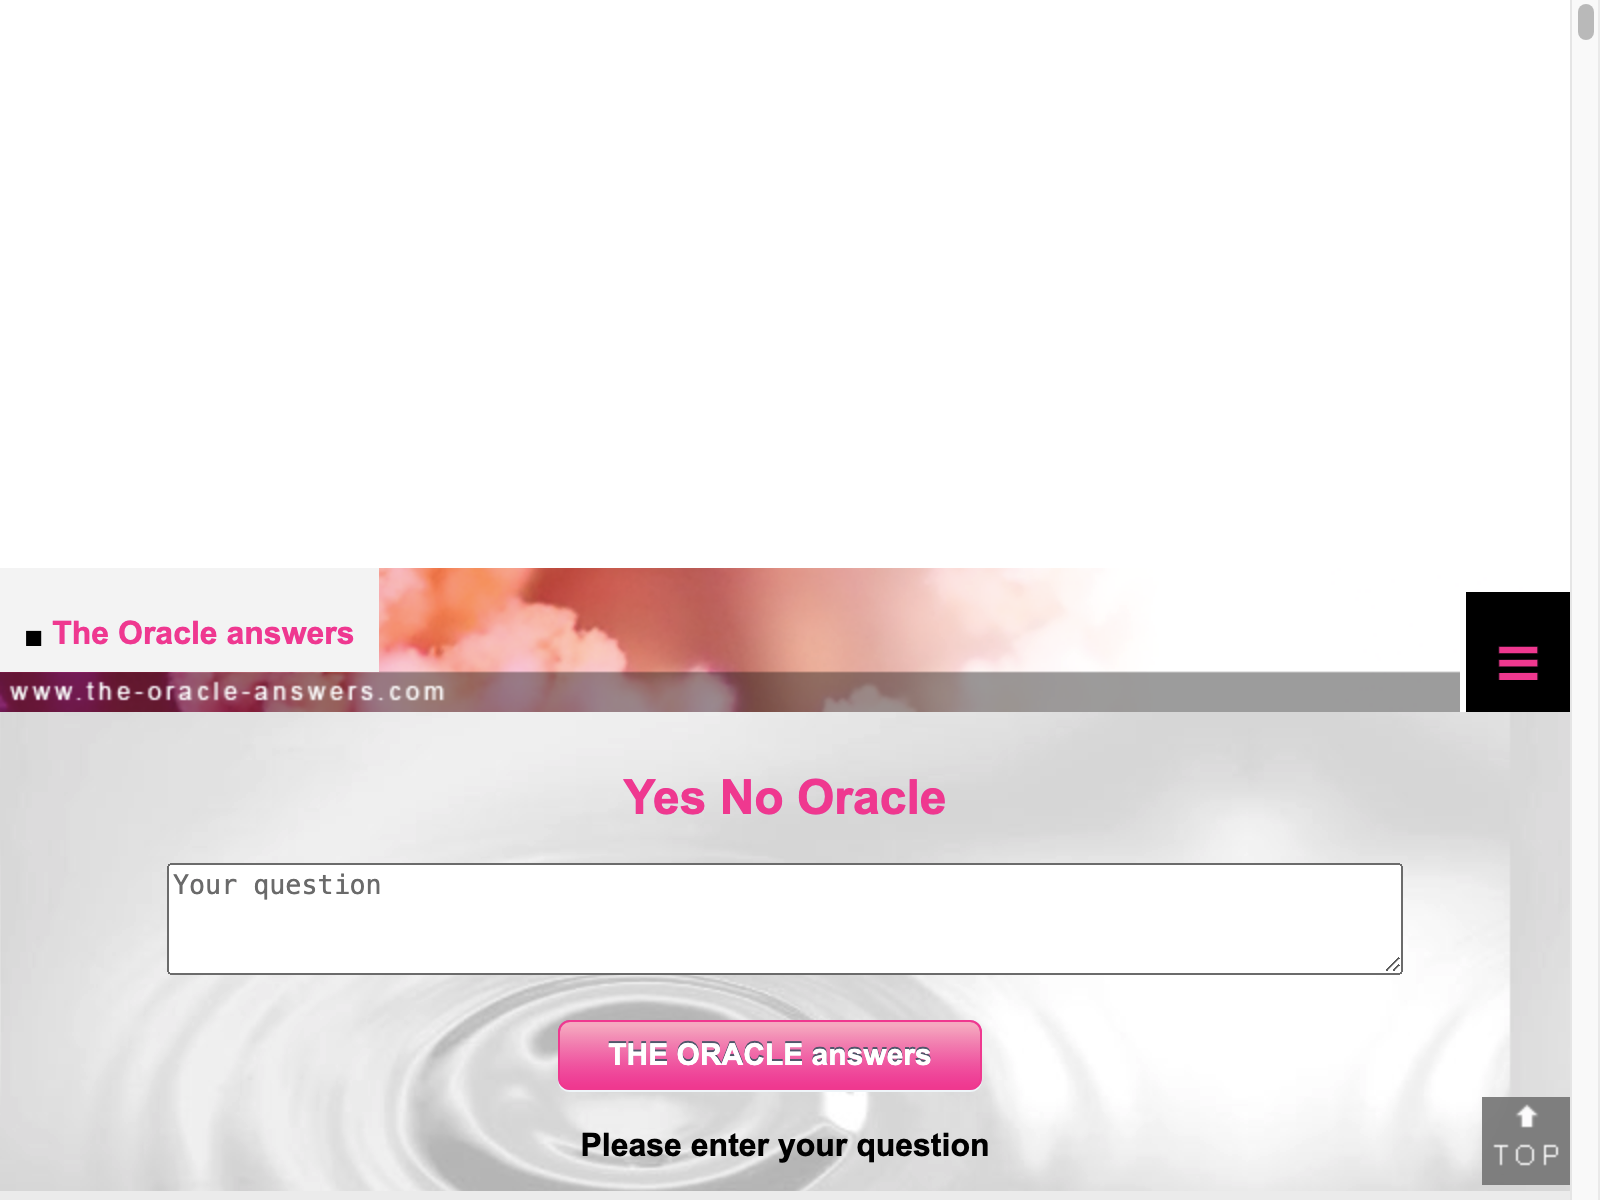 The Oracle answers
www.the-oracle-answers.com
Yes No Oracle
Your question
THE ORACLE answers
Please enter your question
TOP